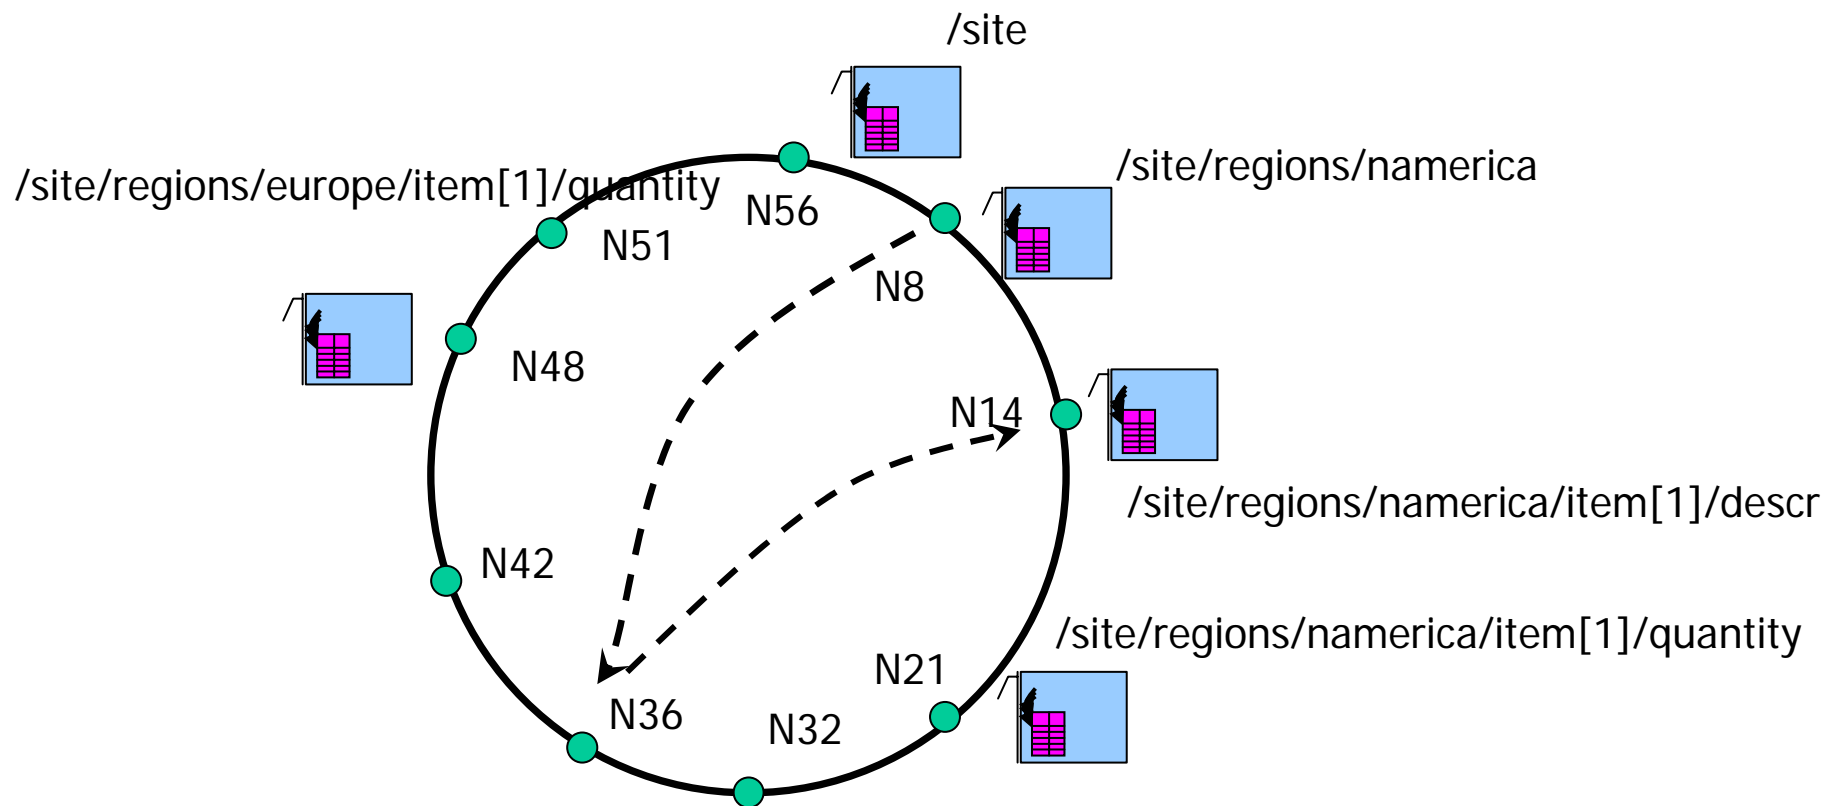 /site
/site/regions/namerica
/site/regions/europe/item[1]/quantity
N56
N51
N8
N48
N14
/site/regions/namerica/item[1]/descr
N42
/site/regions/namerica/item[1]/quantity
N21
N36
N32